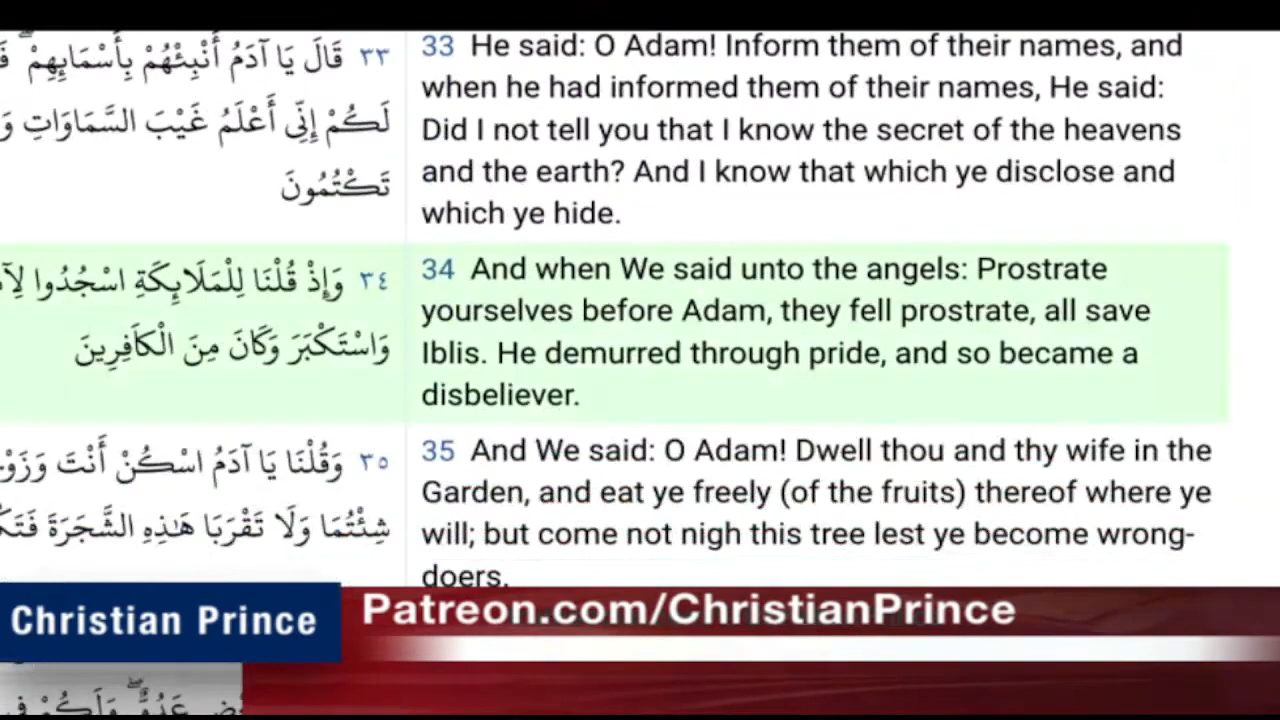 ٣٣ قَالَ يَا آدَمُ أَنْبِئْهُمْ بِأَسْمَائِهِمْ ۖ
لَكُمْ إِنِّي أَعْلَمُ غَيْبَ السَّمَاوَاتِ
تَكْتُمُونَ
33 He said: O Adam! Inform them of their names, and
when he had informed them of their names, He said:
Did I not tell you that I know the secret of the heavens
and the earth? And I know that which ye disclose and
which ye hide.
٣٤ وَإِذْ قُلْنَا لِلْمَلَائِكَةِ اسْجُدُوا
وَاسْتَكْبَرَ وَكَانَ مِنَ الْكَافِرِينَ
34 And when We said unto the angels: Prostrate
yourselves before Adam, they fell prostrate, all save
Iblis. He demurred through pride, and so became a
disbeliever.
٣٥ وَقُلْنَا يَا آدَمُ اسْكُنْ أَنْتَ
شِئْتُمَا وَلَا تَقْرَبَا هَٰذِهِ الشَّجَرَةَ
35 And We said: O Adam! Dwell thou and thy wife in the
Garden, and eat ye freely (of the fruits) thereof where ye
will; but come not nigh this tree lest ye become wrong-
doers.
Christian Prince
Patreon.com/ChristianPrince